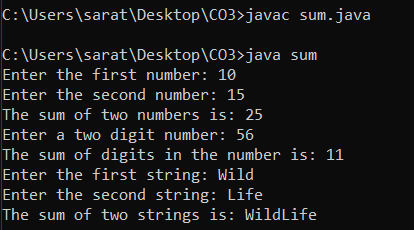 C:\Users\sarat\Desktop\CO3>javac sum.java
C:\Users\sarat\Desktop\CO3>java sum
Enter the first number: 10
Enter the second number: 15
The sum of two numbers is: 25
Enter a two digit number: 56
The sum of digits in the number is: 11
Enter the first string: Wild
Enter the second string: Life
The sum of two strings is: WildLife